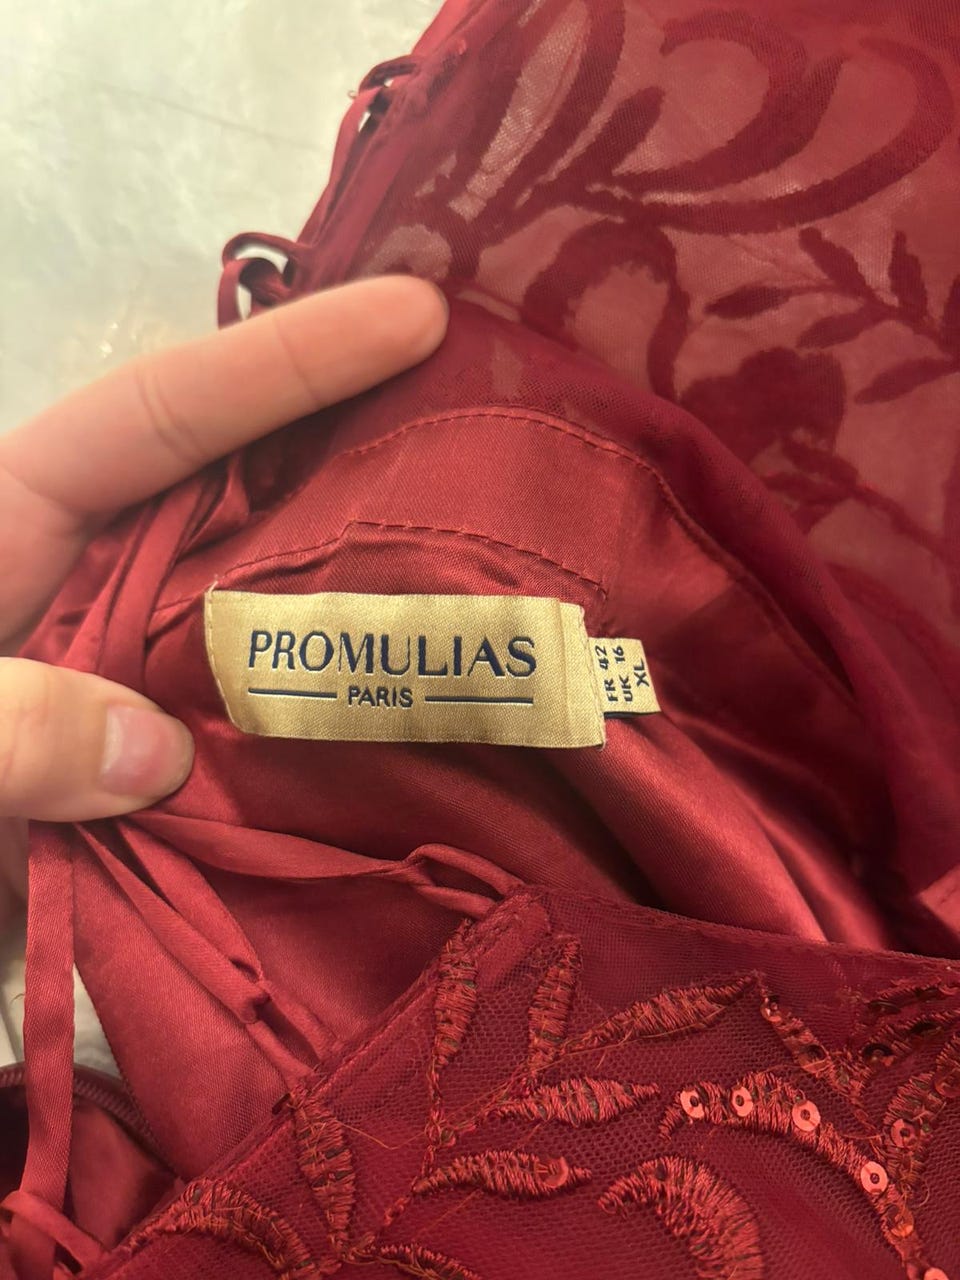 PROMULIAS
PARIS
FR 42
UK 16
XL